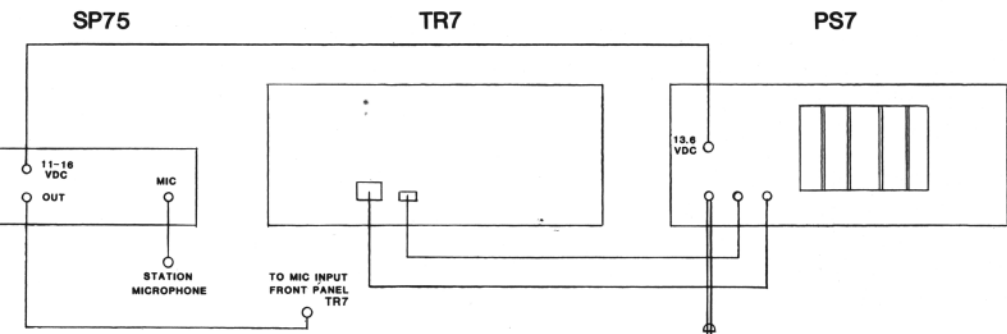 SP75
TR7
PS7
11-16
VDC
OUT
MIC
STATION
MICROPHONE
TO MIC INPUT
FRONT PANEL
TR7
13.6
VDC